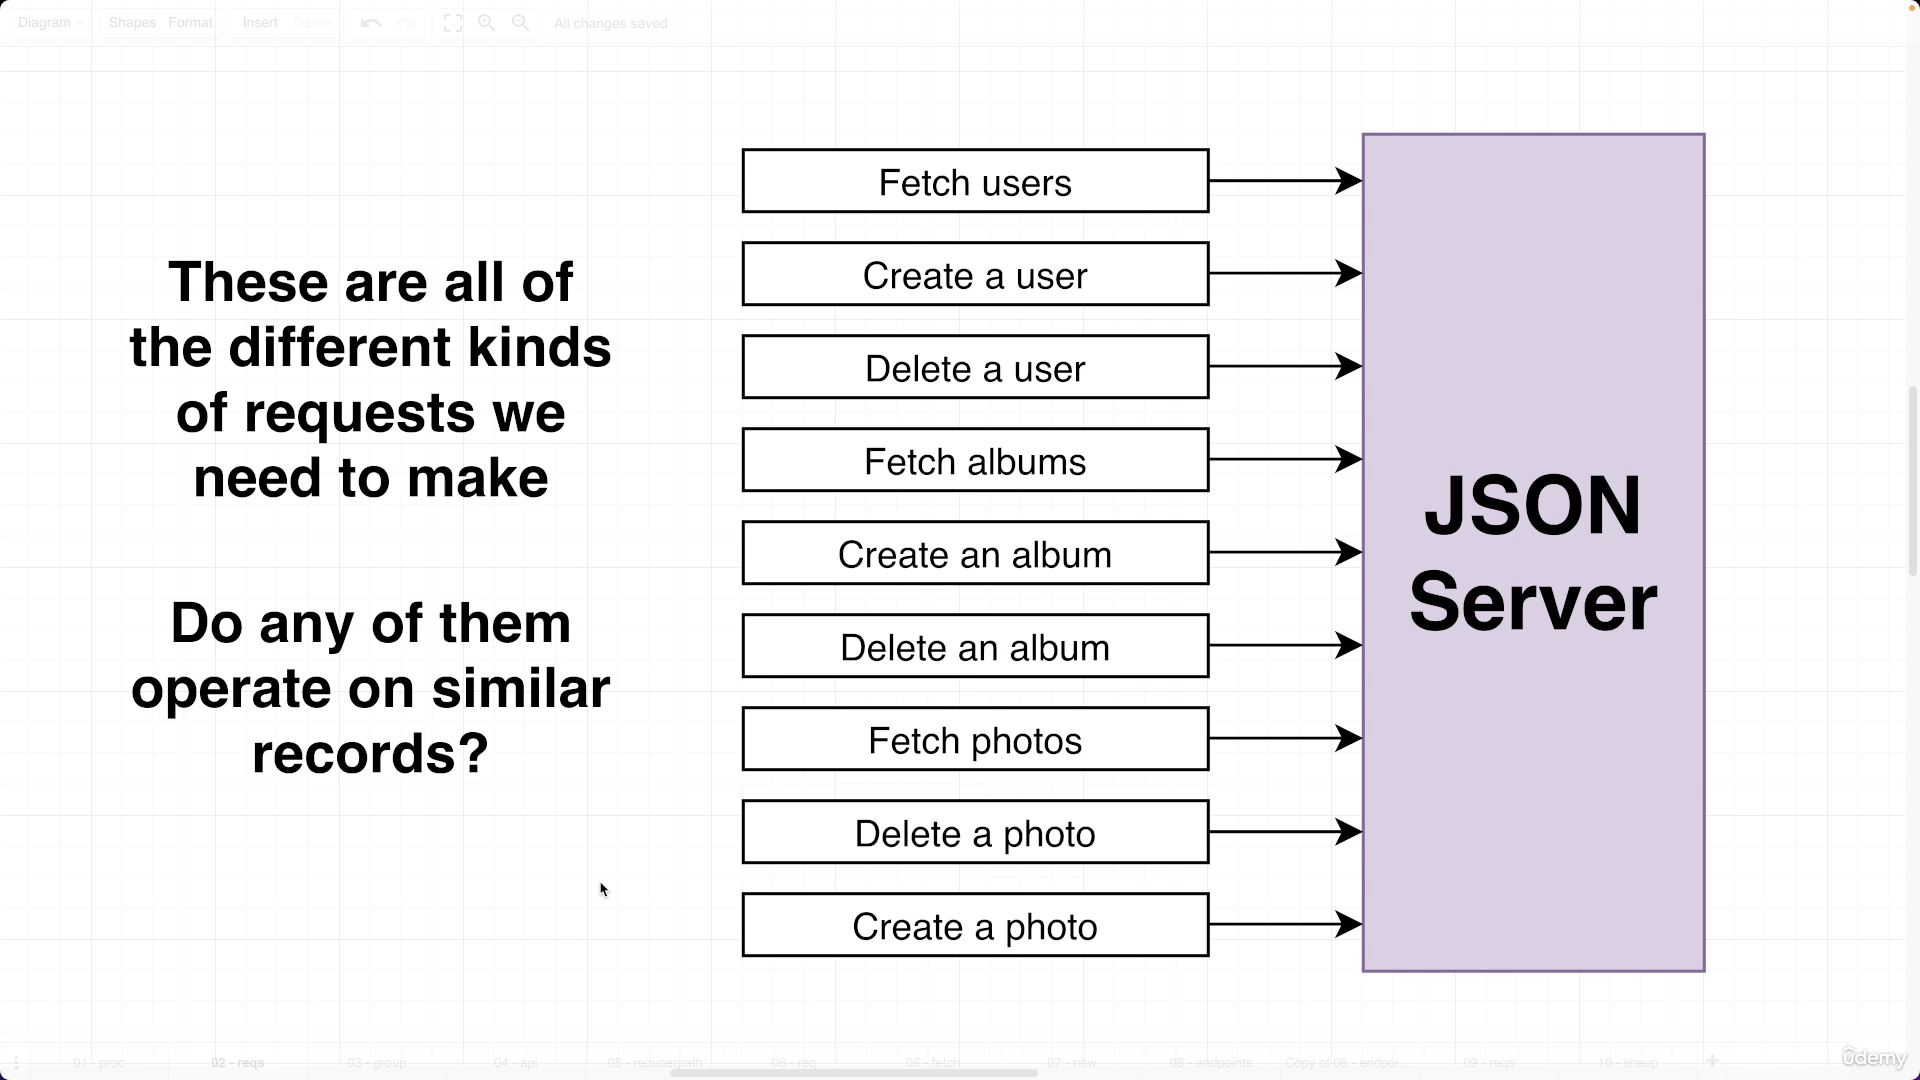 Diagram
Shapes
Format
Insert
Delete
All changes saved
These are all of
the different kinds
of requests we
need to make
Do any of them
operate on similar
records?
Fetch users
Create a user
Delete a user
Fetch albums
Create an album
Delete an album
Fetch photos
Delete a photo
Create a photo
JSON
Server
01 - proc
02 - reqs
03 - group
04 - api
05 - reducerpath
06 - req
06 - fetch
07 - now
08 - endpoints
Copy of 08 - endpoi...
09 - reqs
10 - lineup
ûdemy